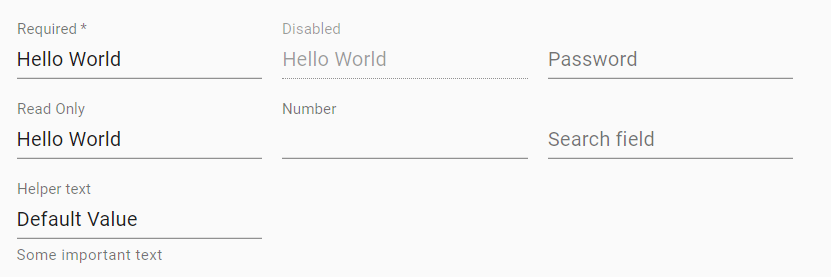 Required *
Disabled
Hello World
Hello World
Password
Read Only
Number
Hello World
Search field
Helper text
Default Value
Some important text